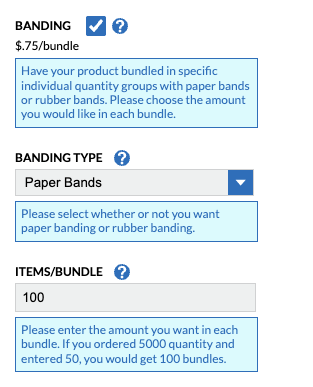 BANDING ?
$.75/bundle
Have your product bundled in specific
individual quantity groups with paper bands
or rubber bands. Please choose the amount
you would like in each bundle.
BANDING TYPE ?
Paper Bands
Please select whether or not you want
paper banding or rubber banding.
ITEMS/BUNDLE ?
100
Please enter the amount you want in each
bundle. If you ordered 5000 quantity and
entered 50, you would get 100 bundles.